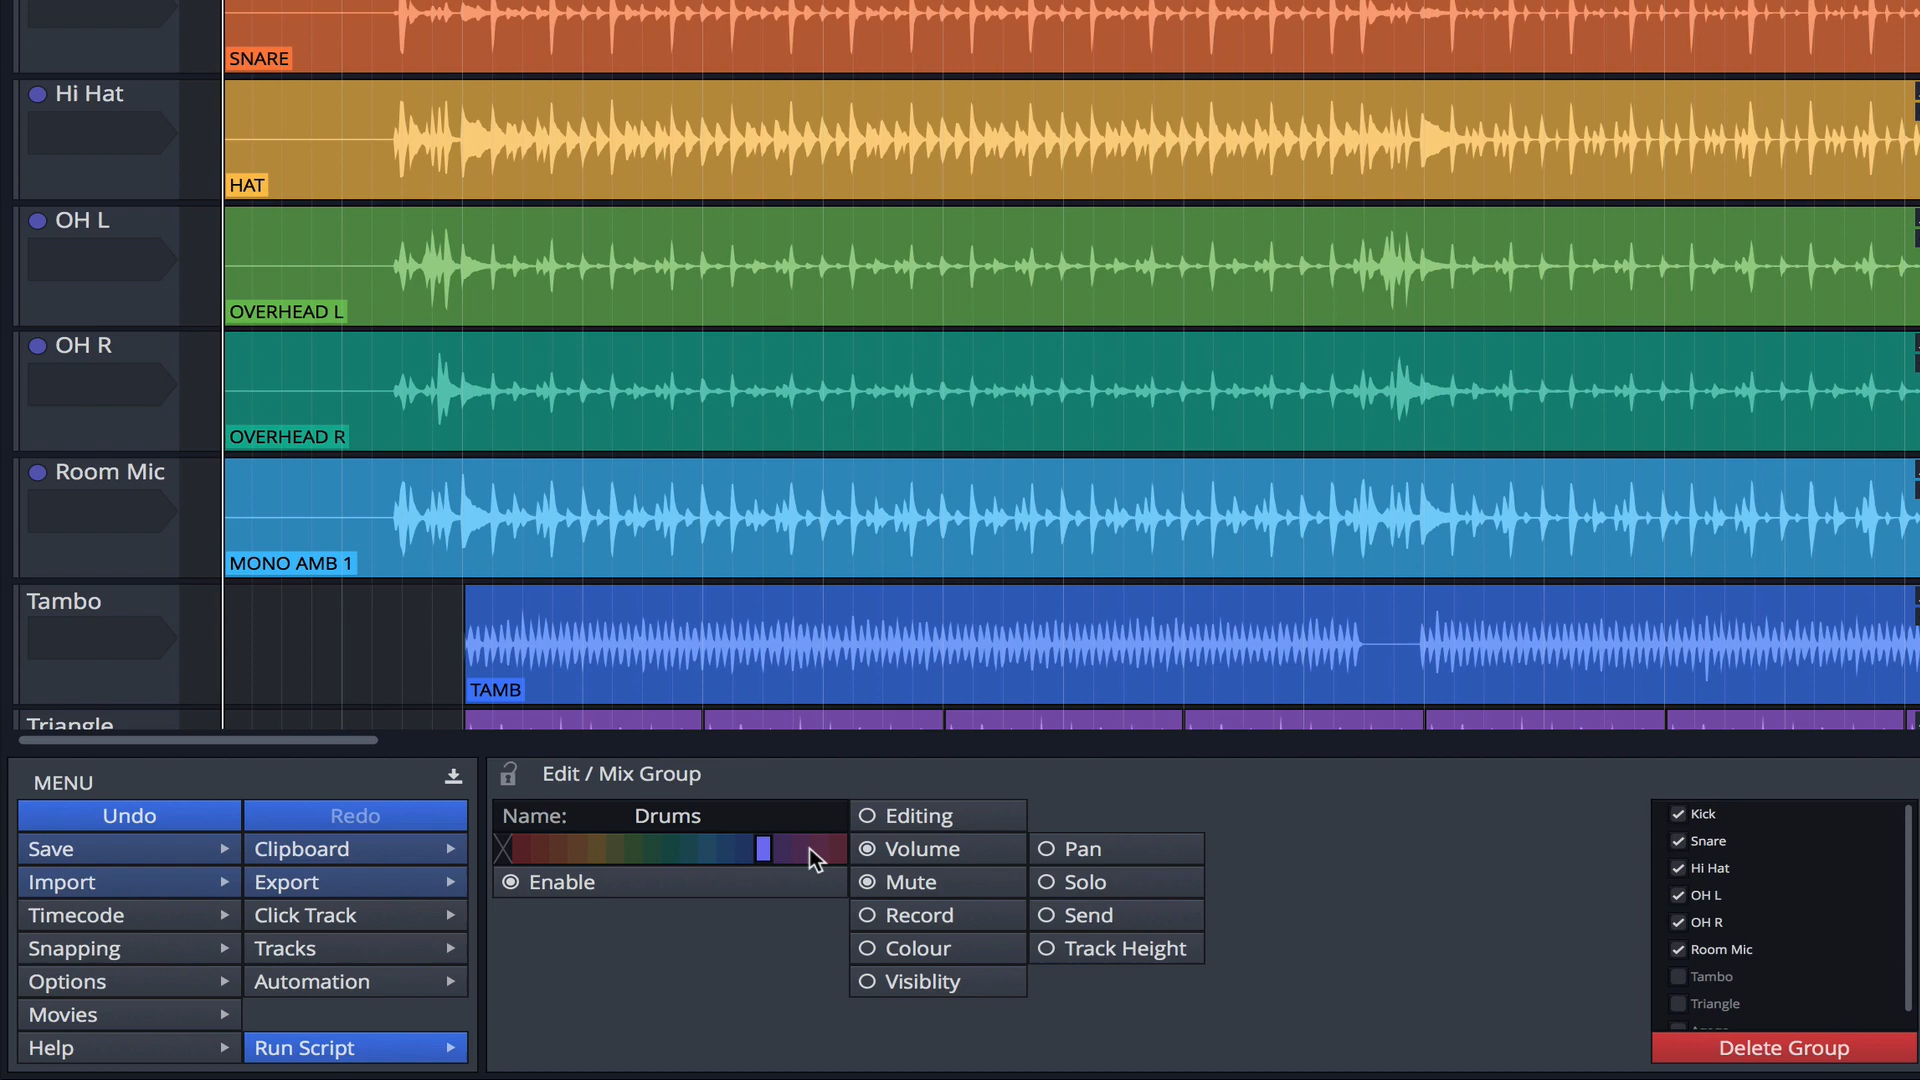 SNARE
Hi Hat
HAT
OH L
OVERHEAD L
OH R
OVERHEAD R
Room Mic
MONO AMB 1
Tambo
TAMB
Triangle
MENU
Undo
Redo
Save
Clipboard
Import
Export
Timecode
Click Track
Snapping
Tracks
Options
Automation
Movies
Help
Run Script
Edit / Mix Group
Name: Drums
Enable
Editing
Volume
Pan
Mute
Solo
Record
Send
Colour
Track Height
Visiblity
Kick
Snare
Hi Hat
OH L
OH R
Room Mic
Tambo
Triangle
Delete Group